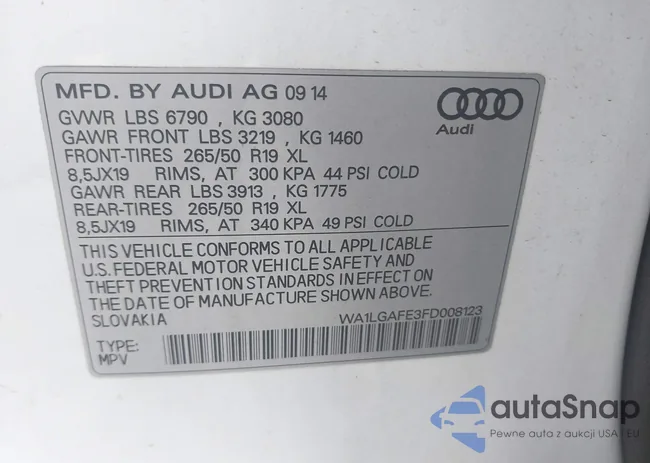 MFD. BY AUDI AG 09 14
GVWR LBS 6790 , KG 3080
GAWR FRONT LBS 3219 , KG 1460
FRONT-TIRES 265/50 R19 XL
8,5JX19 RIMS, AT 300 KPA 44 PSI COLD
GAWR REAR LBS 3913 , KG 1775
REAR-TIRES 265/50 R19 XL
8,5JX19 RIMS, AT 340 KPA 49 PSI COLD
Audi
THIS VEHICLE CONFORMS TO ALL APPLICABLE
U.S. FEDERAL MOTOR VEHICLE SAFETY AND
THEFT PREVENTION STANDARDS IN EFFECT ON
THE DATE OF MANUFACTURE SHOWN ABOVE.
SLOVAKIA WA1LGAFE3FD008123
TYPE:
MPV
autaSnap
Pewne auta z aukcji USA i EU